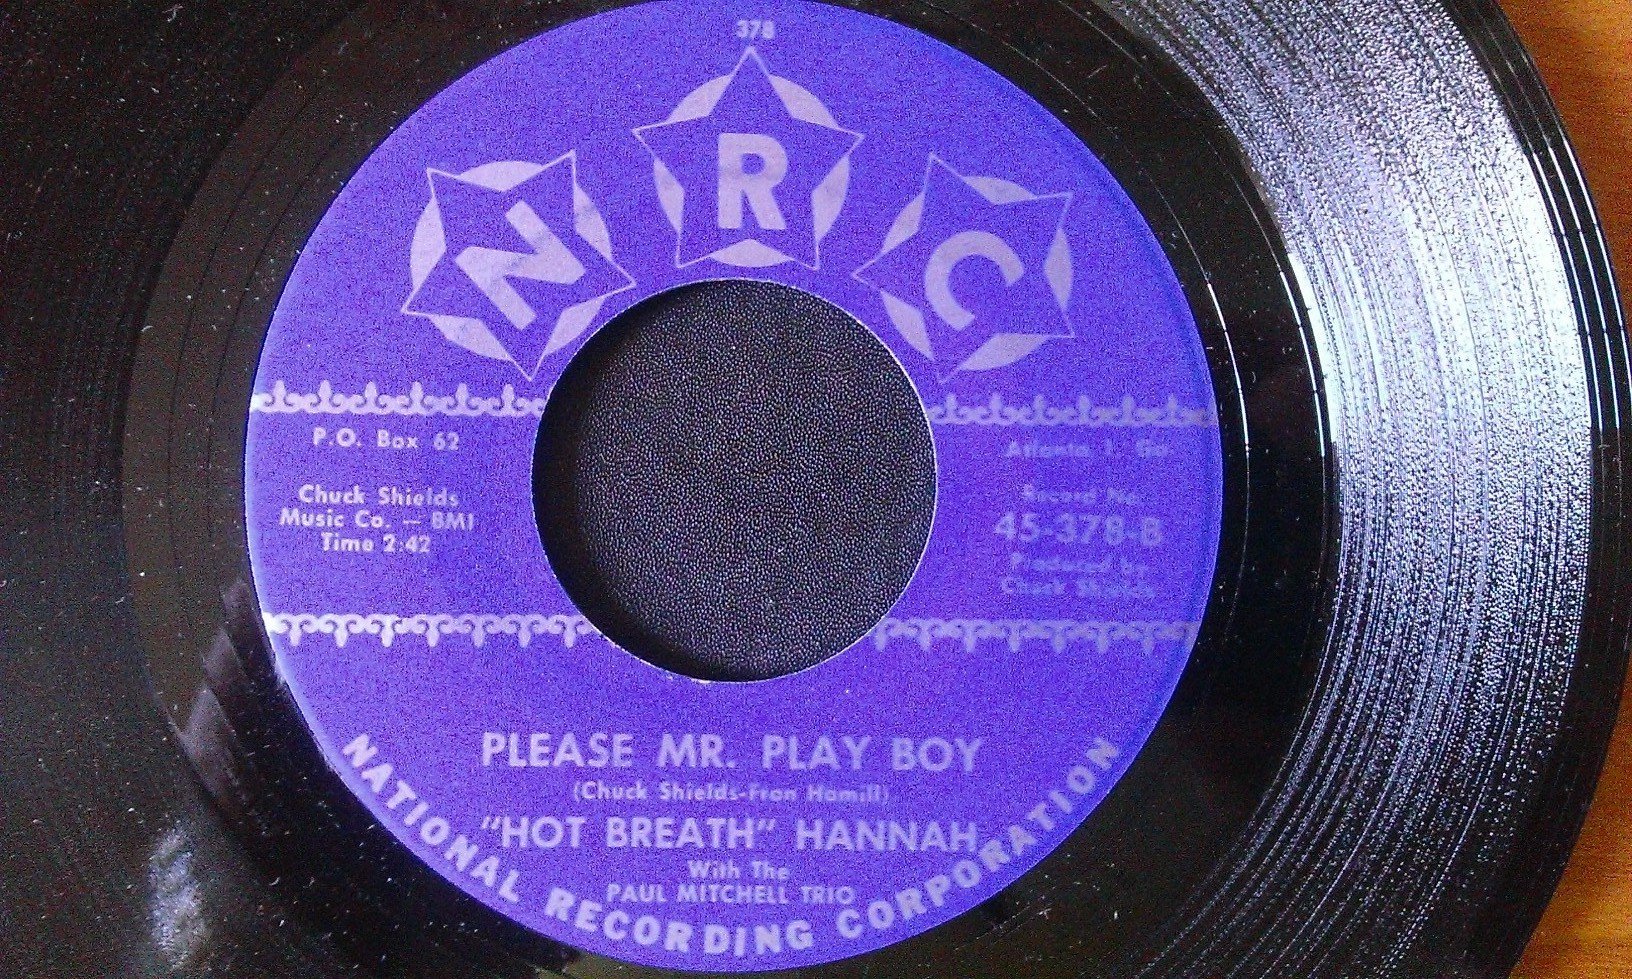 378
N R C
P.O. Box 62
Atlanta 1, Ga.
Chuck Shields
Music Co. — BMI
Time 2:42
Record No.
45-378-B
Produced by
Chuck Shields
PLEASE MR. PLAY BOY
(Chuck Shields-Fran Hamill)
"HOT BREATH" HANNAH
With The
PAUL MITCHELL TRIO
NATIONAL RECORDING CORPORATION